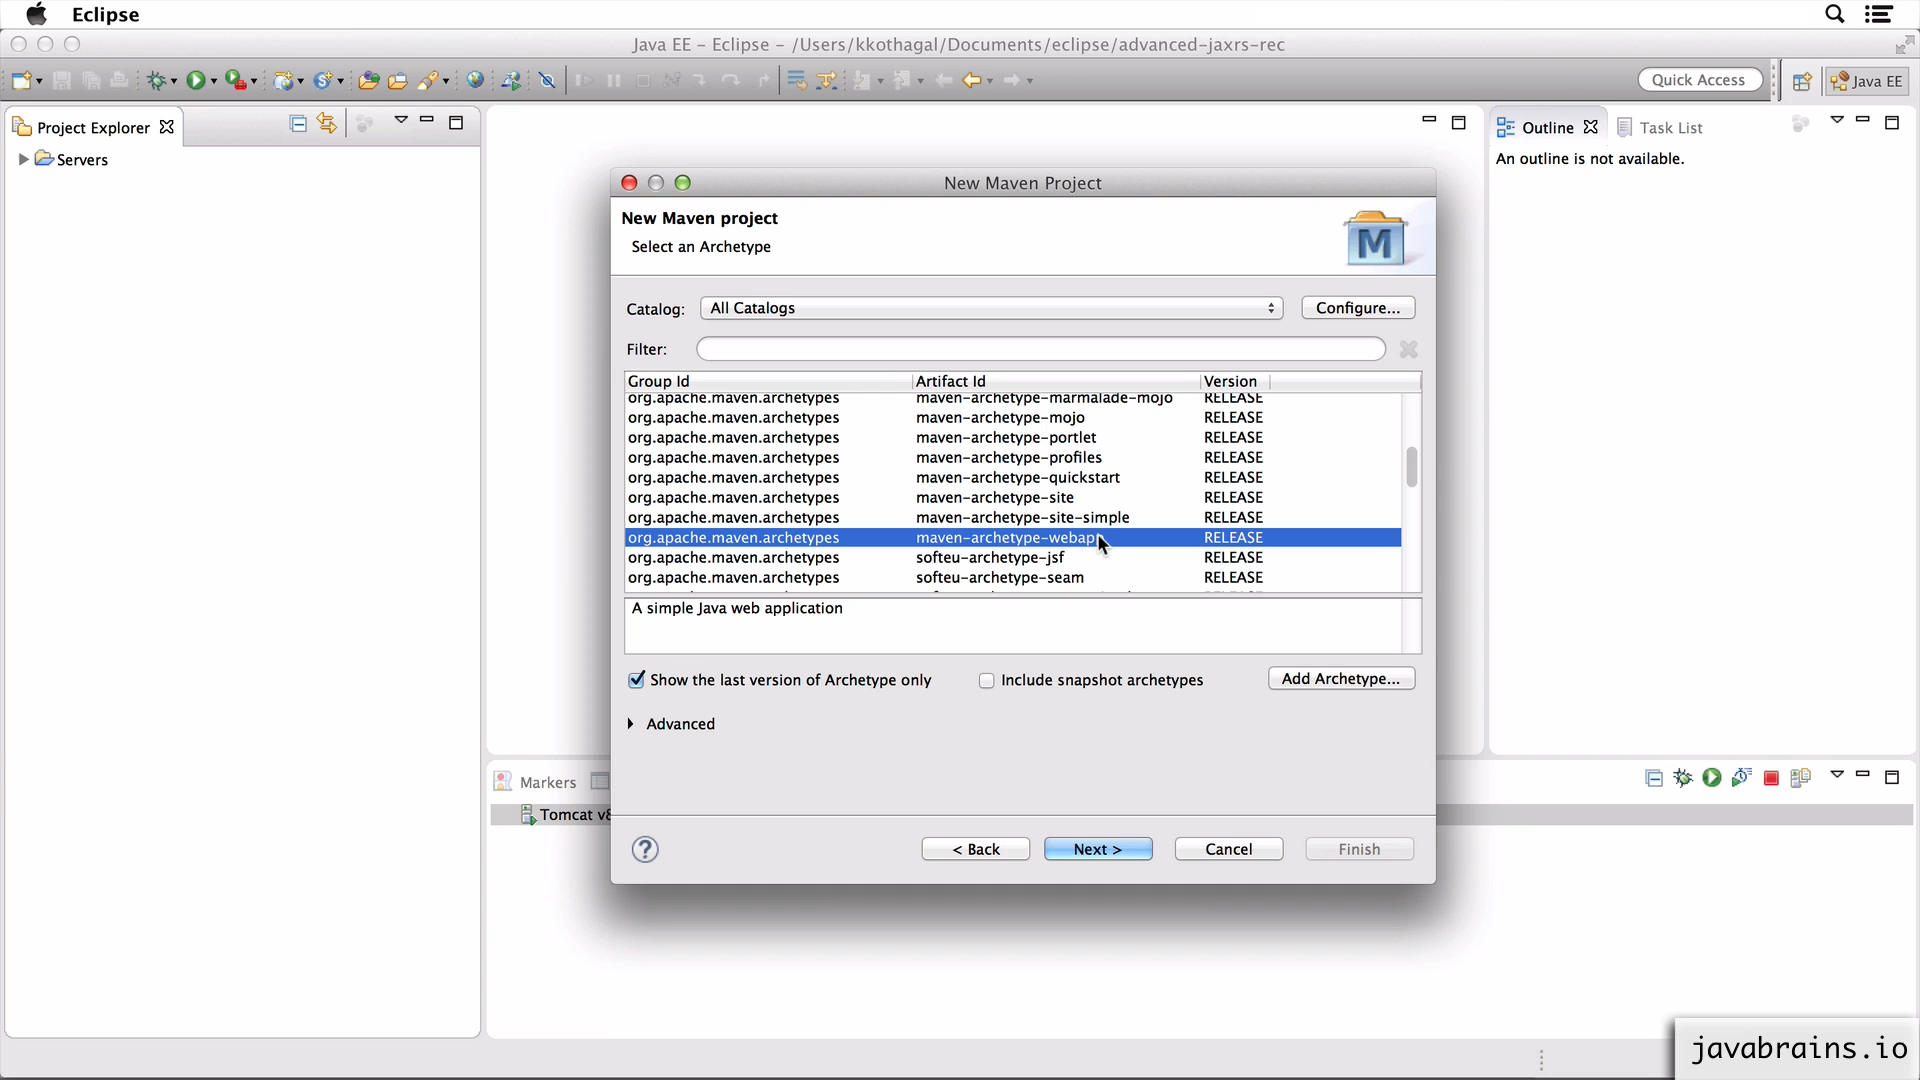 Eclipse
Java EE – Eclipse – /Users/kkothagal/Documents/eclipse/advanced-jaxrs-rec
Quick Access
Java EE
Project Explorer
Servers
Outline
Task List
An outline is not available.
New Maven Project
New Maven project
Select an Archetype
M
Catalog: All Catalogs Configure...
Filter:
Group Id Artifact Id Version
org.apache.maven.archetypes maven-archetype-marmalade-mojo RELEASE
org.apache.maven.archetypes maven-archetype-mojo RELEASE
org.apache.maven.archetypes maven-archetype-portlet RELEASE
org.apache.maven.archetypes maven-archetype-profiles RELEASE
org.apache.maven.archetypes maven-archetype-quickstart RELEASE
org.apache.maven.archetypes maven-archetype-site RELEASE
org.apache.maven.archetypes maven-archetype-site-simple RELEASE
org.apache.maven.archetypes maven-archetype-webapp RELEASE
org.apache.maven.archetypes softeu-archetype-jsf RELEASE
org.apache.maven.archetypes softeu-archetype-seam RELEASE
A simple Java web application
Show the last version of Archetype only Include snapshot archetypes Add Archetype...
Advanced
Markers
Tomcat v8
? < Back Next > Cancel Finish
javabrains.io